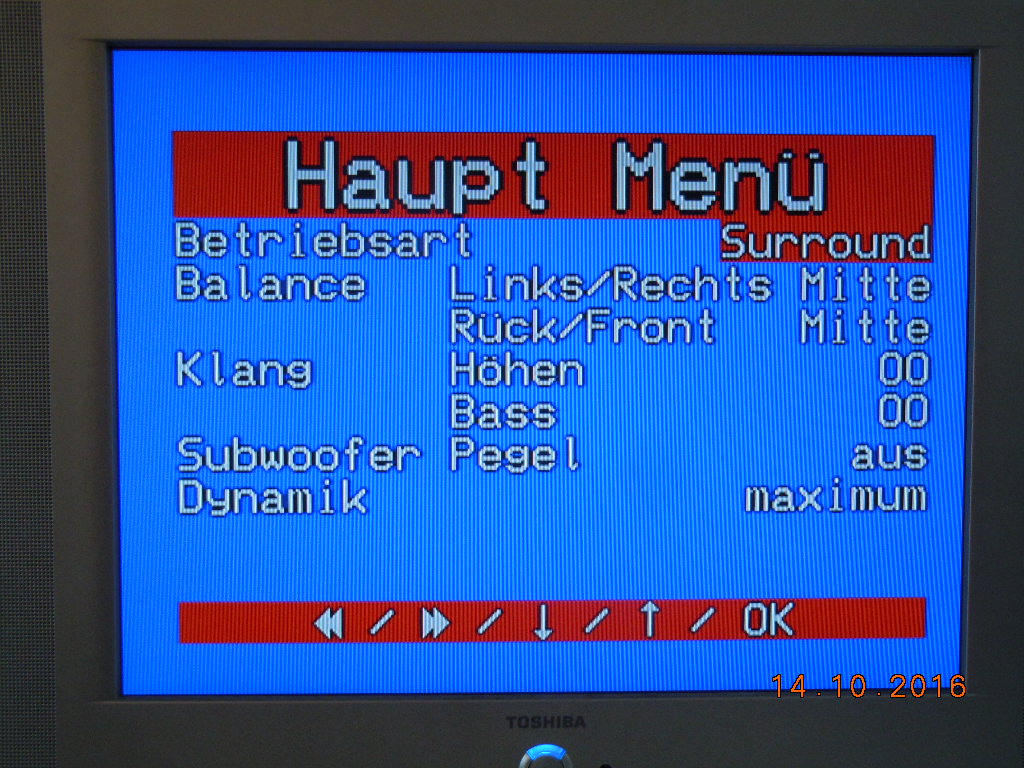 Haupt Menü
Betriebsart Surround
Balance Links/Rechts Mitte
Rück/Front Mitte
Klang Höhen 00
Bass 00
Subwoofer Pegel aus
Dynamik maximum
⏪ / ⏩ / ↓ / ↑ / OK
14.10.2016
TOSHIBA